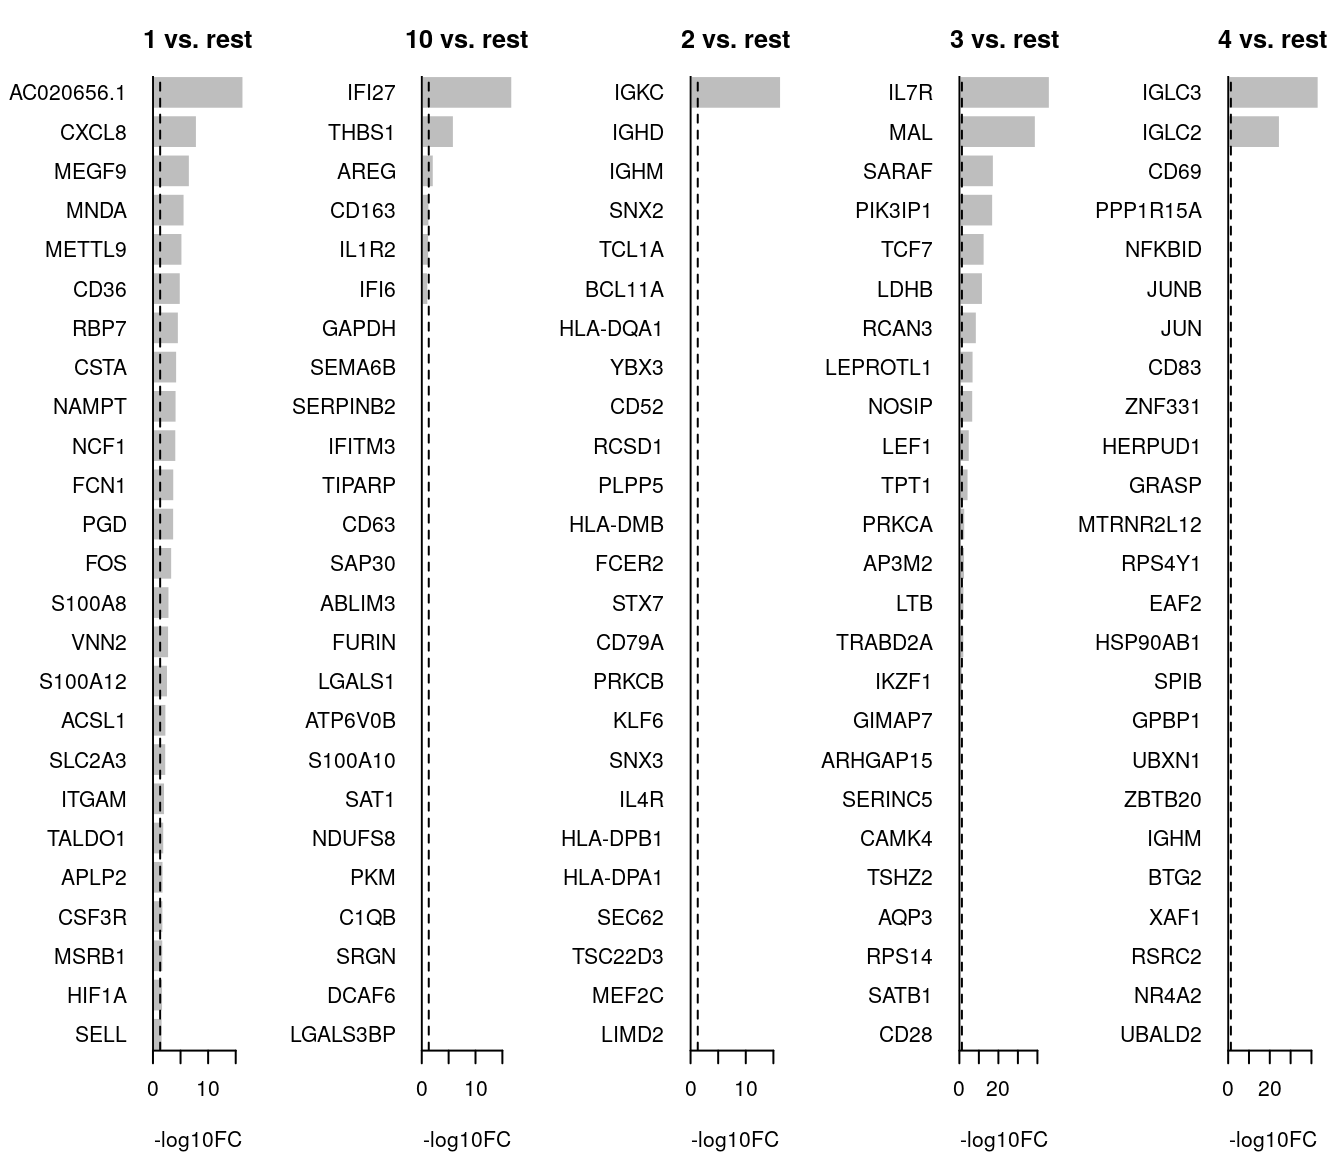 1 vs. rest
AC020656.1
CXCL8
MEGF9
MNDA
METTL9
CD36
RBP7
CSTA
NAMPT
NCF1
FCN1
PGD
FOS
S100A8
VNN2
S100A12
ACSL1
SLC2A3
ITGAM
TALDO1
APLP2
CSF3R
MSRB1
HIF1A
SELL
0 10
-log10FC
10 vs. rest
IFI27
THBS1
AREG
CD163
IL1R2
IFI6
GAPDH
SEMA6B
SERPINB2
IFITM3
TIPARP
CD63
SAP30
ABLIM3
FURIN
LGALS1
ATP6V0B
S100A10
SAT1
NDUFS8
PKM
C1QB
SRGN
DCAF6
LGALS3BP
0 10
-log10FC
2 vs. rest
IGKC
IGHD
IGHM
SNX2
TCL1A
BCL11A
HLA-DQA1
YBX3
CD52
RCSD1
PLPP5
HLA-DMB
FCER2
STX7
CD79A
PRKCB
KLF6
SNX3
IL4R
HLA-DPB1
HLA-DPA1
SEC62
TSC22D3
MEF2C
LIMD2
0 10
-log10FC
3 vs. rest
IL7R
MAL
SARAF
PIK3IP1
TCF7
LDHB
RCAN3
LEPROTL1
NOSIP
LEF1
TPT1
PRKCA
AP3M2
LTB
TRABD2A
IKZF1
GIMAP7
ARHGAP15
SERINC5
CAMK4
TSHZ2
AQP3
RPS14
SATB1
CD28
0 20
-log10FC
4 vs. rest
IGLC3
IGLC2
CD69
PPP1R15A
NFKBID
JUNB
JUN
CD83
ZNF331
HERPUD1
GRASP
MTRNR2L12
RPS4Y1
EAF2
HSP90AB1
SPIB
GPBP1
UBXN1
ZBTB20
IGHM
BTG2
XAF1
RSRC2
NR4A2
UBALD2
0 20
-log10FC